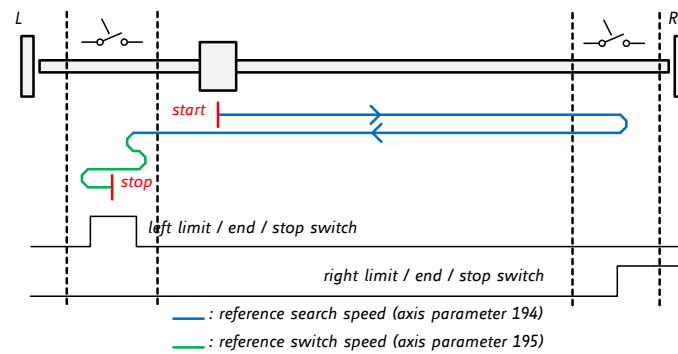 L
R
start
stop
left limit / end / stop switch
right limit / end / stop switch
: reference search speed (axis parameter 194)
: reference switch speed (axis parameter 195)